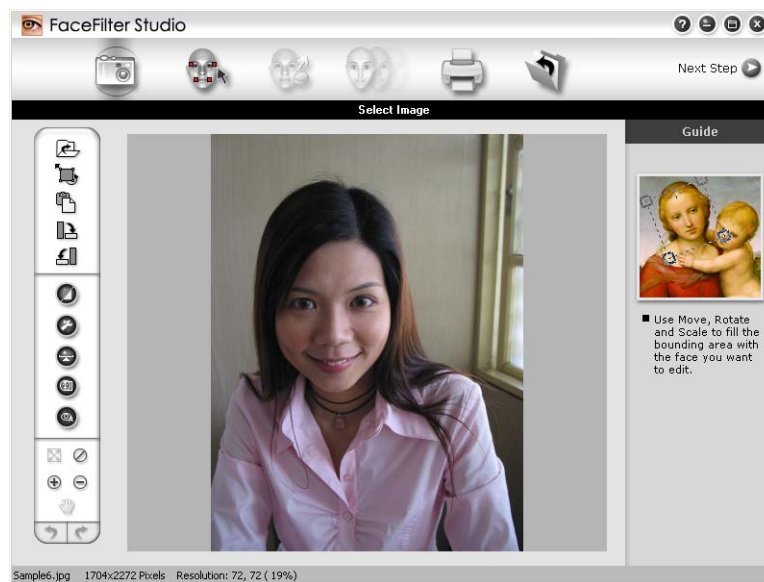 FaceFilter Studio
Next Step
Select Image
Guide
■ Use Move, Rotate
and Scale to fill the
bounding area with
the face you want
to edit.
Sample6.jpg 1704x2272 Pixels Resolution: 72, 72 ( 19%)